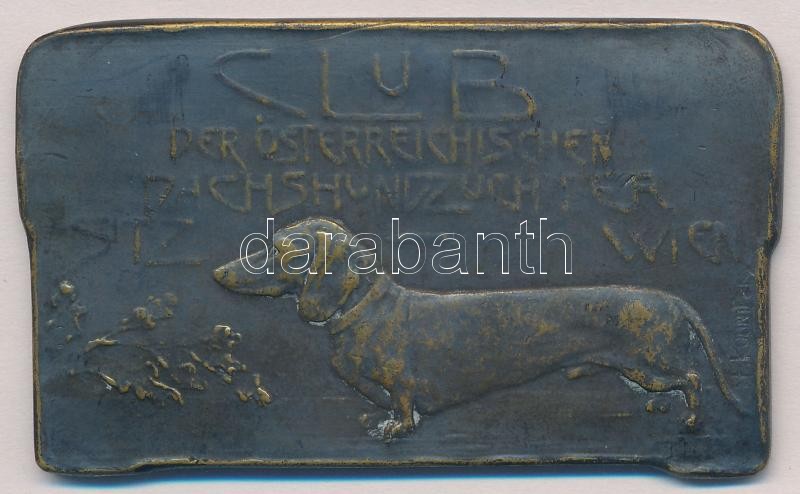 CLUB
DER ÖSTERREICHISCHEN
DACHSHUNDZÜCHTER
SITZ WIEN
darabanth